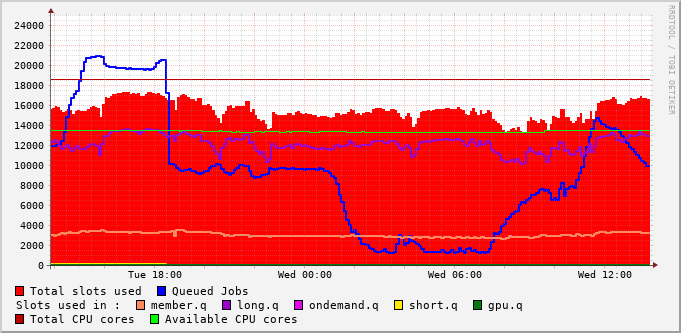 RRDTOOL / TOBI OETIKER
24000
22000
20000
18000
16000
14000
12000
10000
8000
6000
4000
2000
0
Tue 18:00 Wed 00:00 Wed 06:00 Wed 12:00
Total slots used Queued Jobs
Slots used in : member.q long.q ondemand.q short.q gpu.q
Total CPU cores Available CPU cores